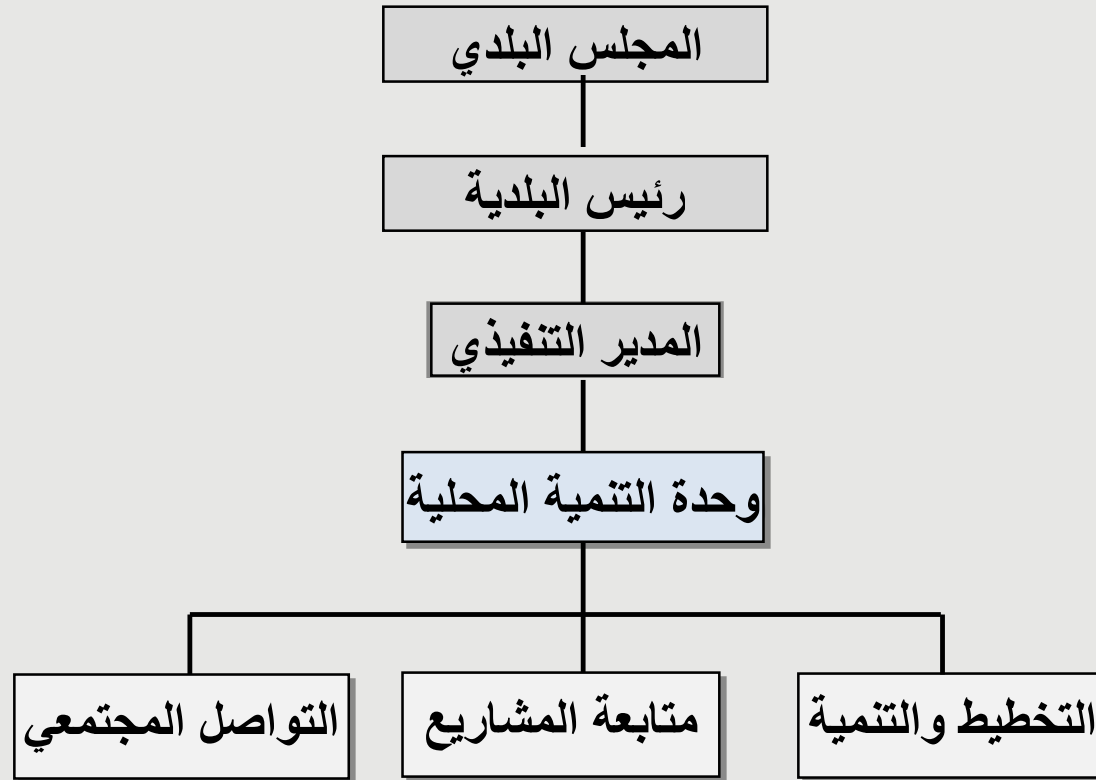 المجلس البلدي
رئيس البلدية
المدير التنفيذي
وحدة التنمية المحلية
التخطيط والتنمية
متابعة المشاريع
التواصل المجتمعي